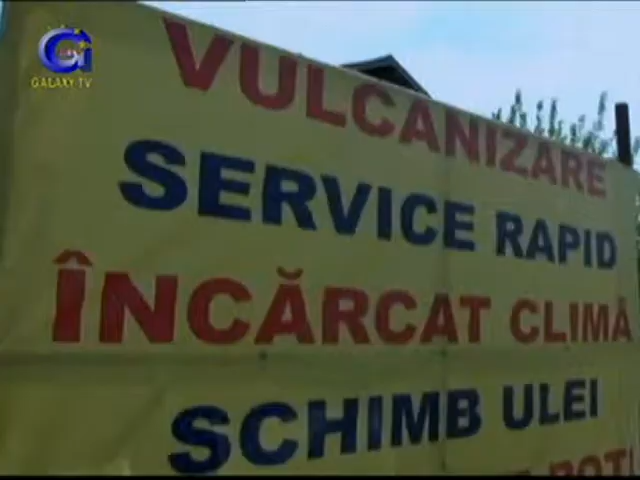 GALAXY TV
VULCANIZARE
SERVICE RAPID
ÎNCĂRCAT CLIMĂ
SCHIMB ULEI